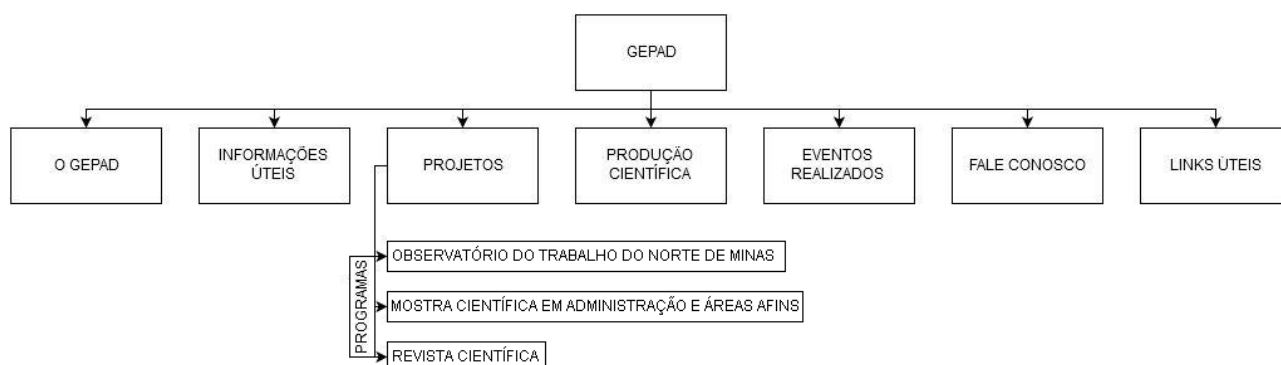 GEPAD
O GEPAD
INFORMAÇÕES
ÚTEIS
PROJETOS
PRODUÇÃO
CIENTÍFICA
EVENTOS
REALIZADOS
FALE CONOSCO
LINKS ÚTEIS
PROGRAMAS
OBSERVATÓRIO DO TRABALHO DO NORTE DE MINAS
MOSTRA CIENTÍFICA EM ADMINISTRAÇÃO E ÁREAS AFINS
REVISTA CIENTÍFICA